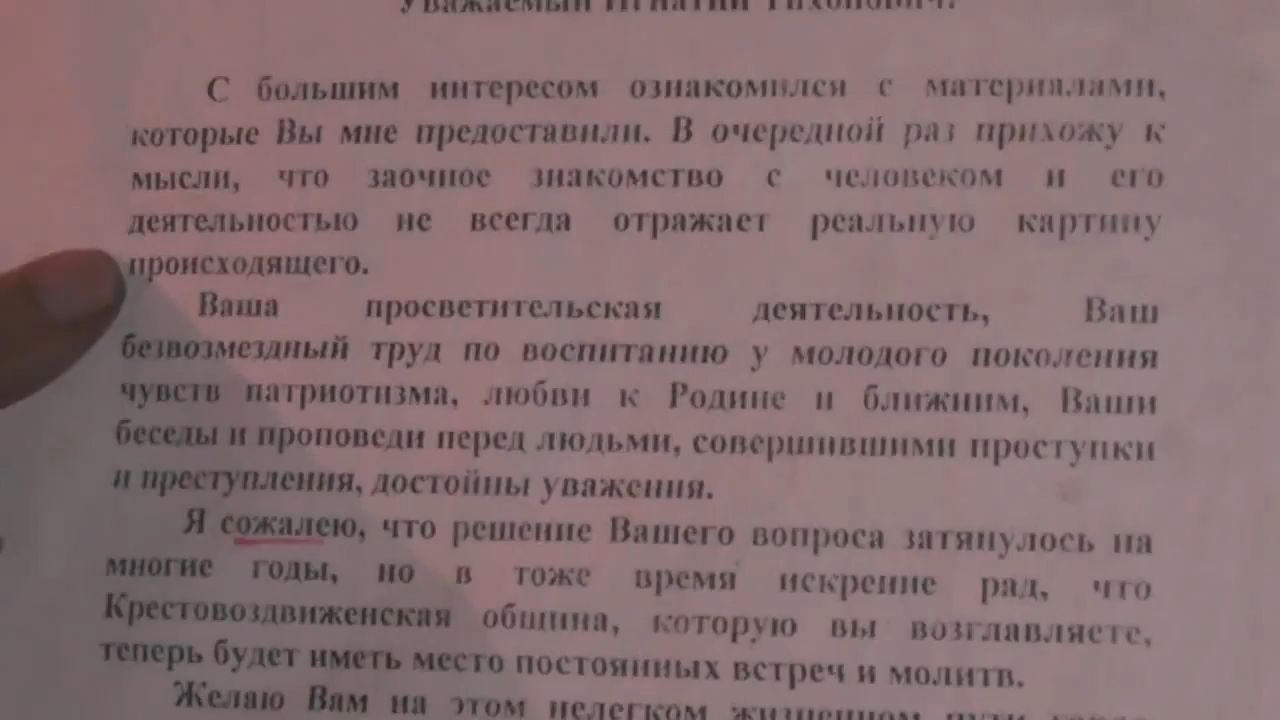 Уважаемый Игнатий Тихонович!
С большим интересом ознакомился с материалами,
которые Вы мне предоставили. В очередной раз прихожу к
мысли, что заочное знакомство с человеком и его
деятельностью не всегда отражает реальную картину
происходящего.
Ваша просветительская деятельность, Ваш
безвозмездный труд по воспитанию у молодого поколения
чувств патриотизма, любви к Родине и ближним, Ваши
беседы и проповеди перед людьми, совершившими проступки
и преступления, достойны уважения.
Я сожалею, что решение Вашего вопроса затянулось на
многие годы, но в тоже время искренне рад, что
Крестовоздвиженская община, которую вы возглавляете,
теперь будет иметь место постоянных встреч и молитв.
Желаю Вам на этом нелегком жизненном пути